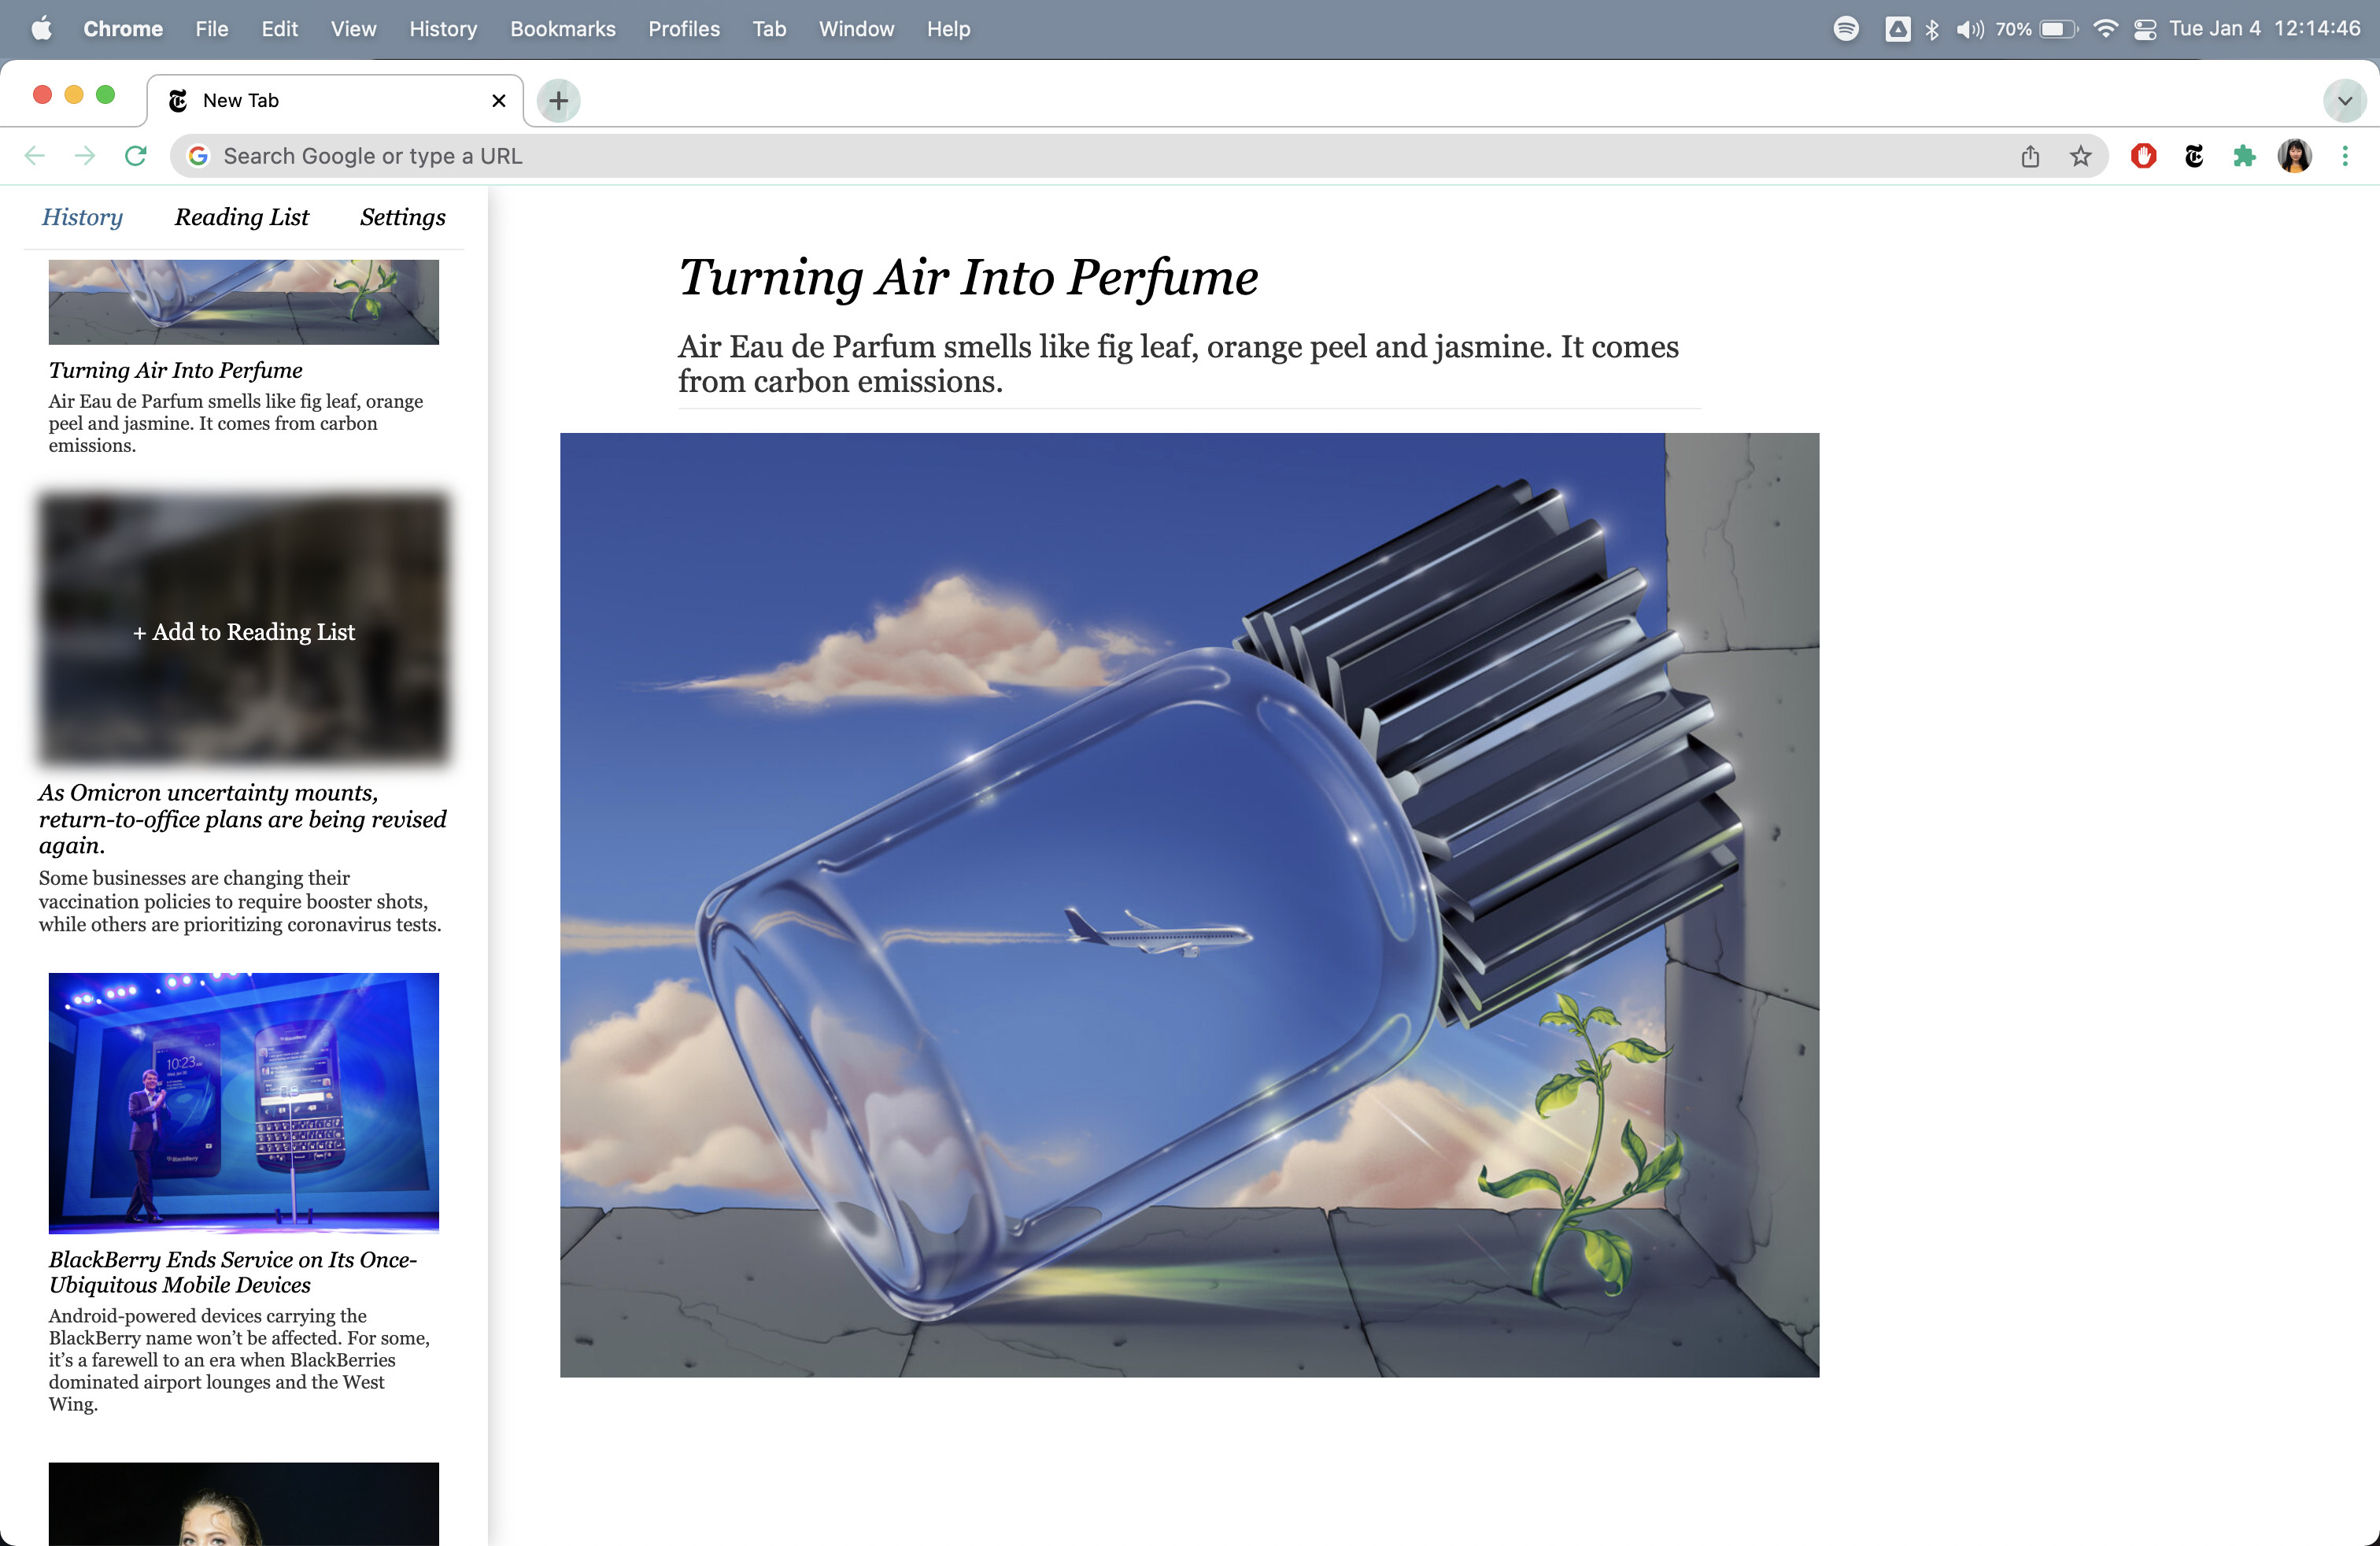 Chrome File Edit View History Bookmarks Profiles Tab Window Help 70% Tue Jan 4 12:14:46
New Tab
Search Google or type a URL
History Reading List Settings
Turning Air Into Perfume
Air Eau de Parfum smells like fig leaf, orange
peel and jasmine. It comes from carbon
emissions.
+ Add to Reading List
As Omicron uncertainty mounts,
return-to-office plans are being revised
again.
Some businesses are changing their
vaccination policies to require booster shots,
while others are prioritizing coronavirus tests.
10:23
BlackBerry
BlackBerry Ends Service on Its Once-
Ubiquitous Mobile Devices
Android-powered devices carrying the
BlackBerry name won’t be affected. For some,
it’s a farewell to an era when BlackBerries
dominated airport lounges and the West
Wing.
Turning Air Into Perfume
Air Eau de Parfum smells like fig leaf, orange peel and jasmine. It comes
from carbon emissions.